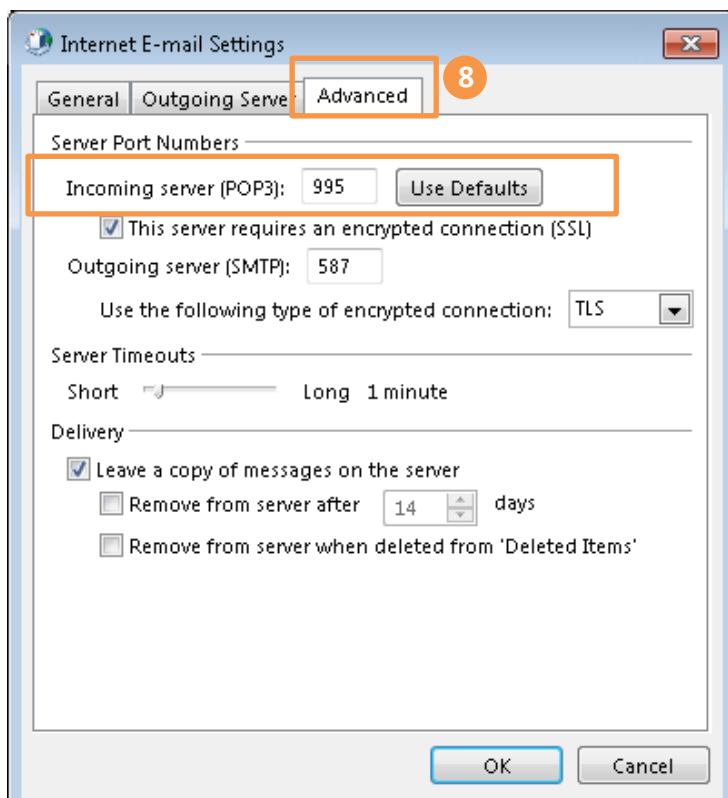 Internet E-mail Settings
8
General Outgoing Server Advanced
Server Port Numbers
Incoming server (POP3): 995 Use Defaults
This server requires an encrypted connection (SSL)
Outgoing server (SMTP): 587
Use the following type of encrypted connection: TLS
Server Timeouts
Short Long 1 minute
Delivery
Leave a copy of messages on the server
Remove from server after 14 days
Remove from server when deleted from 'Deleted Items'
OK Cancel